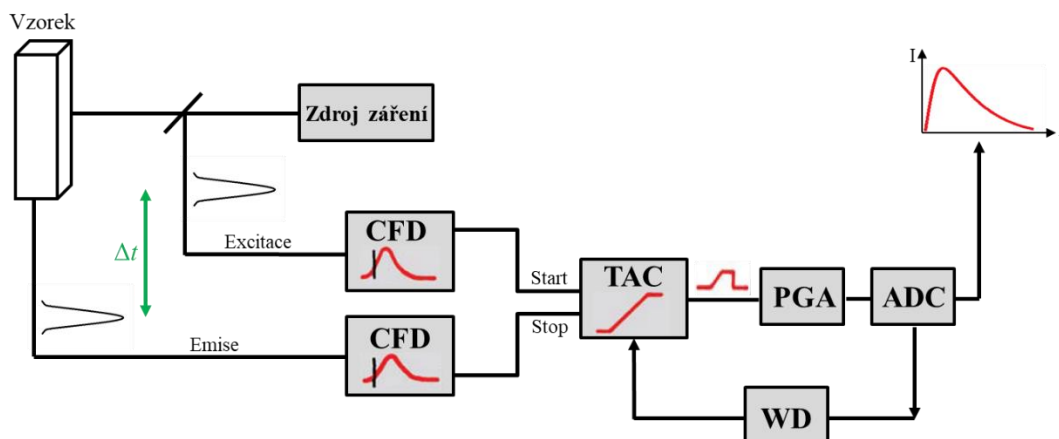 Vzorek
I
Zdroj záření
Δt
Excitace
CFD
Start
TAC
PGA
ADC
Stop
Emise
CFD
WD